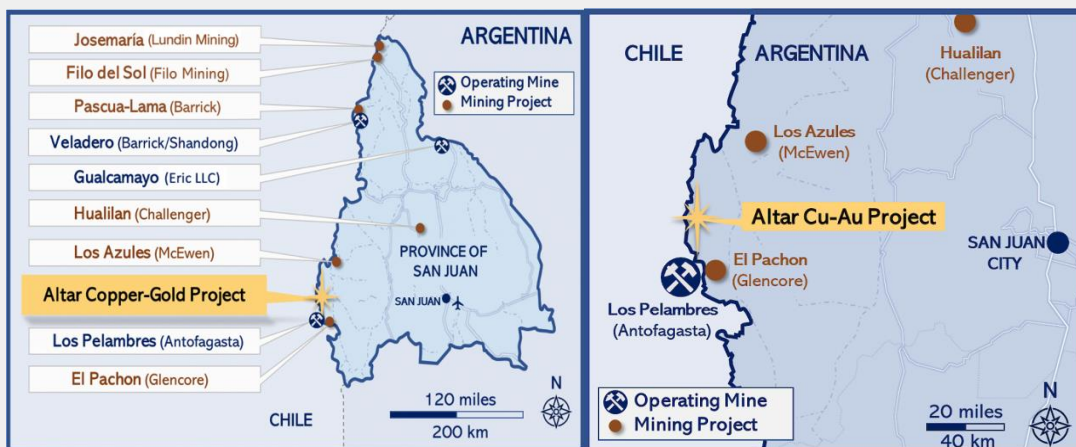 Josemaría (Lundin Mining)
Filo del Sol (Filo Mining)
Pascua-Lama (Barrick)
Veladero (Barrick/Shandong)
Gualcamayo (Eric LLC)
Hualilan (Challenger)
Los Azules (McEwen)
Altar Copper-Gold Project
Los Pelambres (Antofagasta)
El Pachon (Glencore)
ARGENTINA
Operating Mine
Mining Project
PROVINCE OF
SAN JUAN
SAN JUAN
CHILE
120 miles
200 km
N
CHILE
ARGENTINA
Hualilan
(Challenger)
Los Azules
(McEwen)
Altar Cu-Au Project
SAN JUAN
CITY
El Pachon
(Glencore)
Los Pelambres
(Antofagasta)
Operating Mine
Mining Project
20 miles
40 km
N